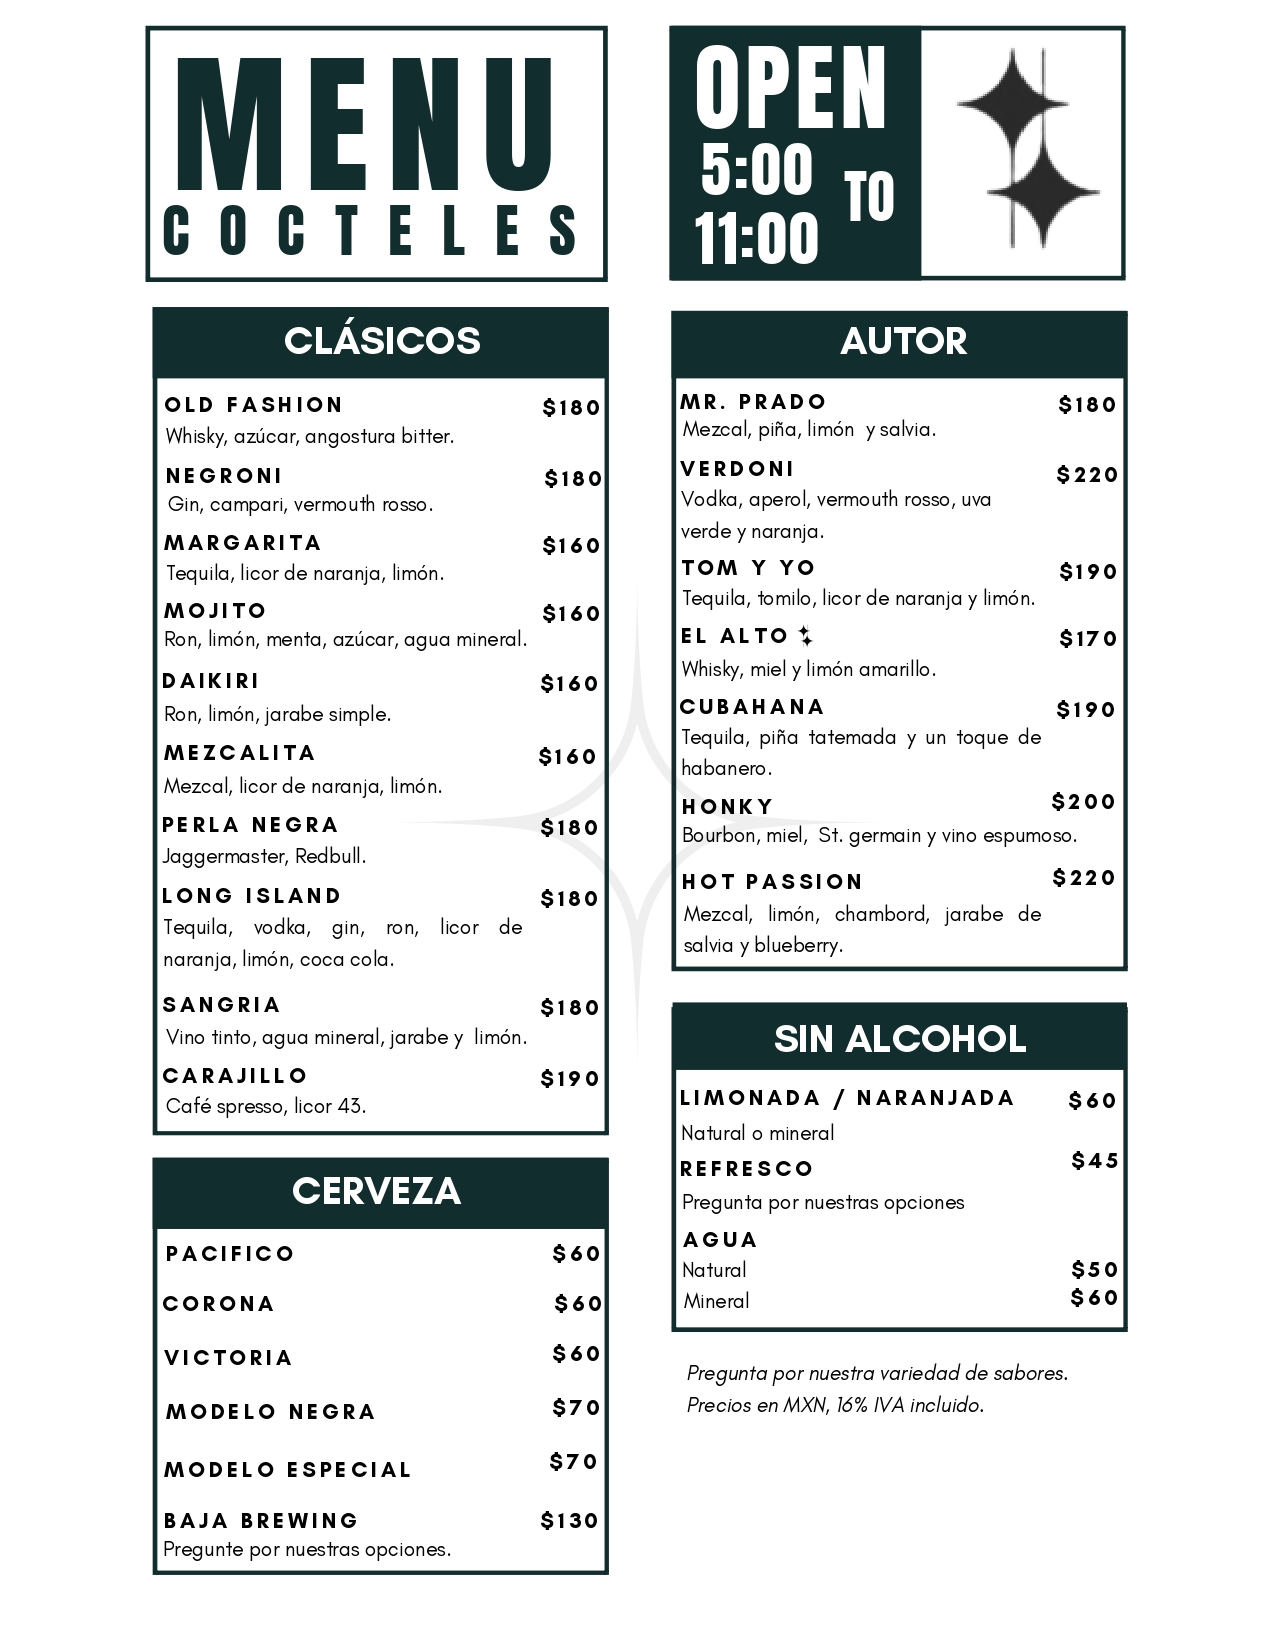 MENU
COCTELES
OPEN
5:00
TO
11:00
CLÁSICOS
OLD FASHION $180
Whisky, azúcar, angostura bitter.
NEGRONI $180
Gin, campari, vermouth rosso.
MARGARITA $160
Tequila, licor de naranja, limón.
MOJITO $160
Ron, limón, menta, azúcar, agua mineral.
DAIKIRI $160
Ron, limón, jarabe simple.
MEZCALITA $160
Mezcal, licor de naranja, limón.
PERLA NEGRA $180
Jaggermaster, Redbull.
LONG ISLAND $180
Tequila, vodka, gin, ron, licor de
naranja, limón, coca cola.
SANGRIA $180
Vino tinto, agua mineral, jarabe y limón.
CARAJILLO $190
Café spresso, licor 43.
CERVEZA
PACIFICO $60
CORONA $60
VICTORIA $60
MODELO NEGRA $70
MODELO ESPECIAL $70
BAJA BREWING $130
Pregunte por nuestras opciones.
AUTOR
MR. PRADO $180
Mezcal, piña, limón y salvia.
VERDONI $220
Vodka, aperol, vermouth rosso, uva
verde y naranja.
TOM Y YO $190
Tequila, tomilo, licor de naranja y limón.
EL ALTO $170
Whisky, miel y limón amarillo.
CUBAHANA $190
Tequila, piña tatemada y un toque de
habanero.
HONKY $200
Bourbon, miel, St. germain y vino espumoso.
HOT PASSION $220
Mezcal, limón, chambord, jarabe de
salvia y blueberry.
SIN ALCOHOL
LIMONADA / NARANJADA $60
Natural o mineral
REFRESCO $45
Pregunta por nuestras opciones
AGUA
Natural $50
Mineral $60
Pregunta por nuestra variedad de sabores.
Precios en MXN, 16% IVA incluido.